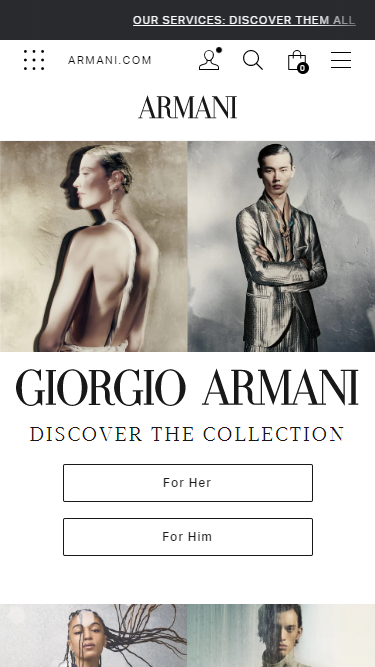 OUR SERVICES: DISCOVER THEM ALL
ARMANI.COM
0
ARMANI
GIORGIO ARMANI
DISCOVER THE COLLECTION
For Her
For Him